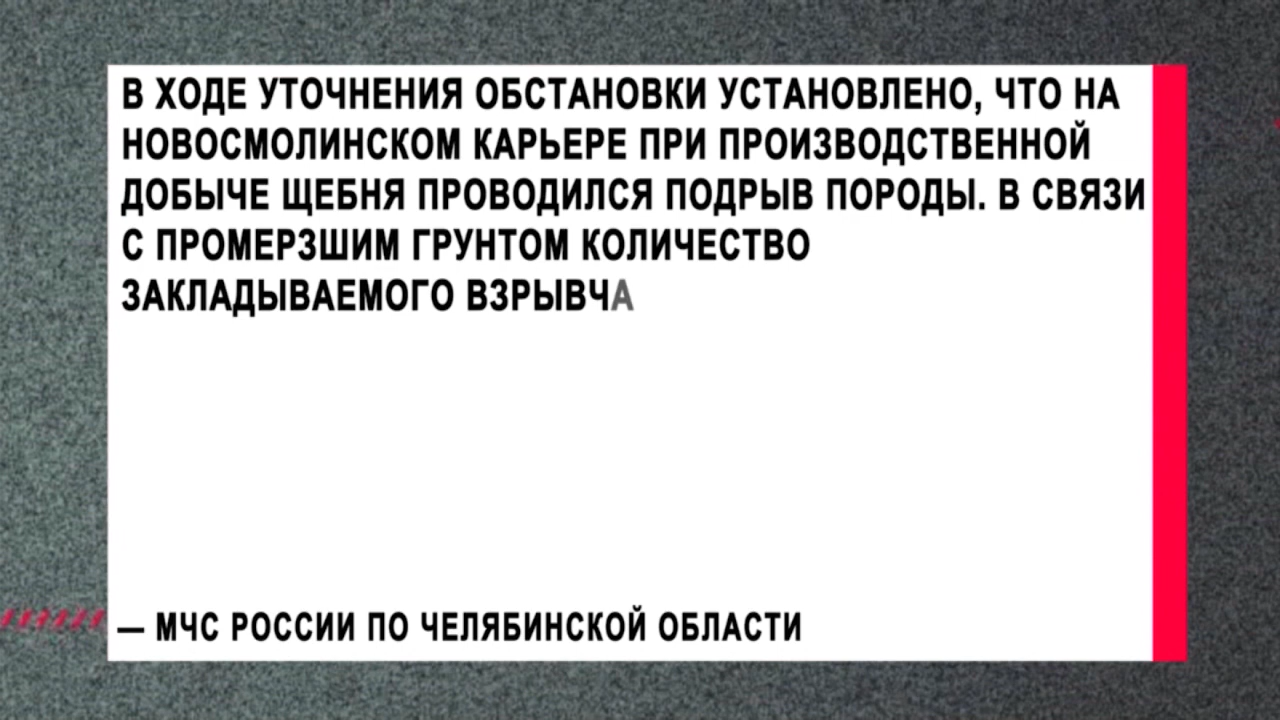 В ХОДЕ УТОЧНЕНИЯ ОБСТАНОВКИ УСТАНОВЛЕНО, ЧТО НА
НОВОСМОЛИНСКОМ КАРЬЕРЕ ПРИ ПРОИЗВОДСТВЕННОЙ
ДОБЫЧЕ ЩЕБНЯ ПРОВОДИЛСЯ ПОДРЫВ ПОРОДЫ. В СВЯЗИ
С ПРОМЕРЗШИМ ГРУНТОМ КОЛИЧЕСТВО
ЗАКЛАДЫВАЕМОГО ВЗРЫВЧА
— МЧС РОССИИ ПО ЧЕЛЯБИНСКОЙ ОБЛАСТИ